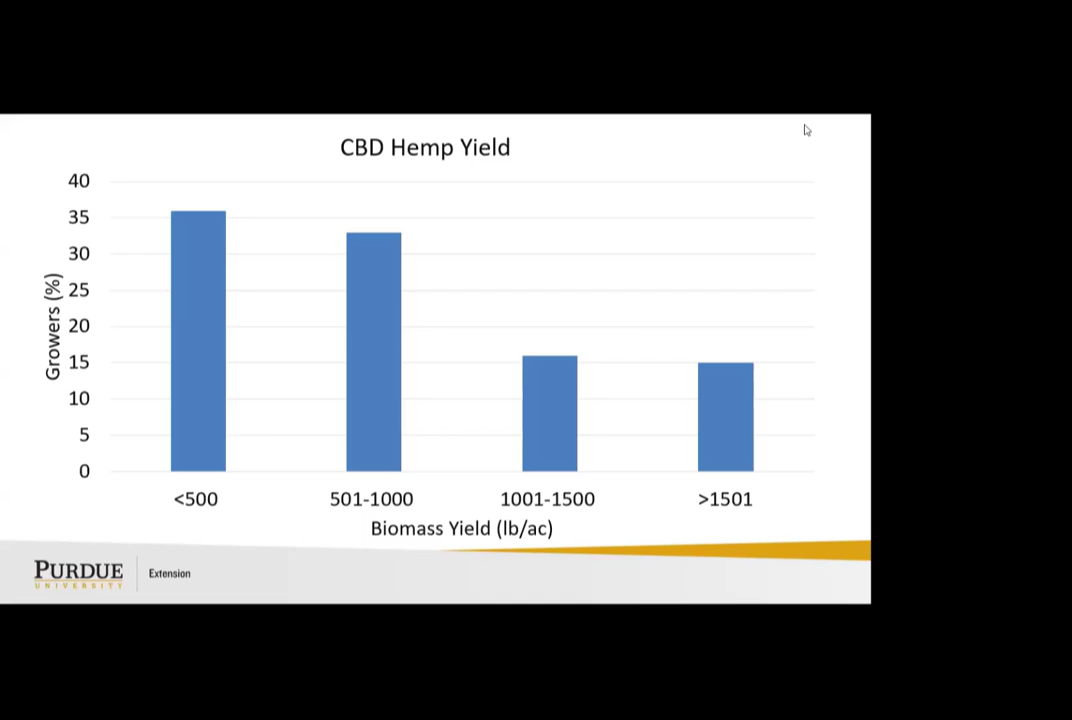 CBD Hemp Yield
40
35
30
25
20
15
10
5
0
Growers (%)
<500 501-1000 1001-1500 >1501
Biomass Yield (lb/ac)
PURDUE
UNIVERSITY
Extension